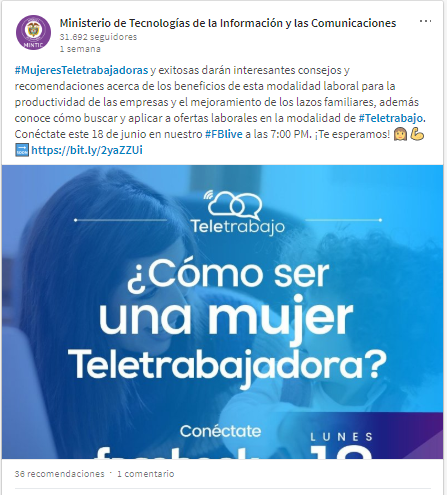 Ministerio de Tecnologías de la Información y las Comunicaciones
31.692 seguidores
1 semana
MINTIC
#MujeresTeletrabajadoras y exitosas darán interesantes consejos y
recomendaciones acerca de los beneficios de esta modalidad laboral para la
productividad de las empresas y el mejoramiento de los lazos familiares, además
conoce cómo buscar y aplicar a ofertas laborales en la modalidad de #Teletrabajo.
Conéctate este 18 de junio en nuestro #FBlive a las 7:00 PM. ¡Te esperamos!
https://bit.ly/2yaZZUi
Teletrabajo
¿Cómo ser
una mujer
Teletrabajadora?
Conéctate
facebook
LUNES
18
36 recomendaciones · 1 comentario